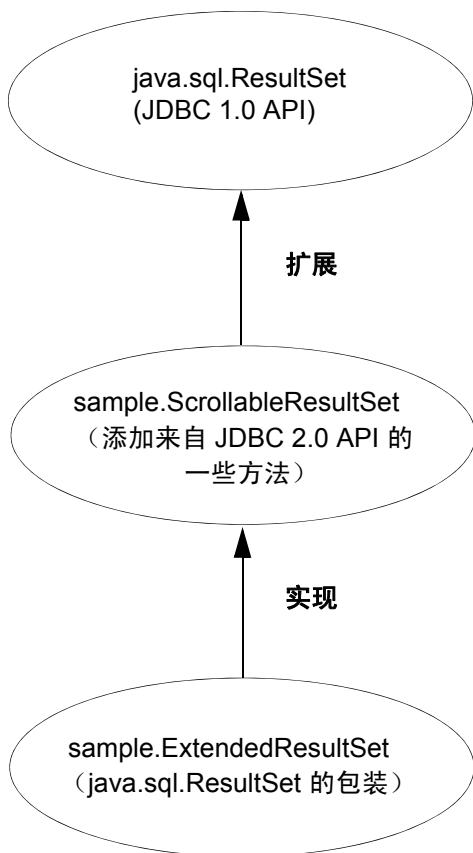 java.sql.ResultSet
(JDBC 1.0 API)
扩展
sample.ScrollableResultSet
（添加来自 JDBC 2.0 API 的
一些方法）
实现
sample.ExtendedResultSet
（java.sql.ResultSet 的包装）